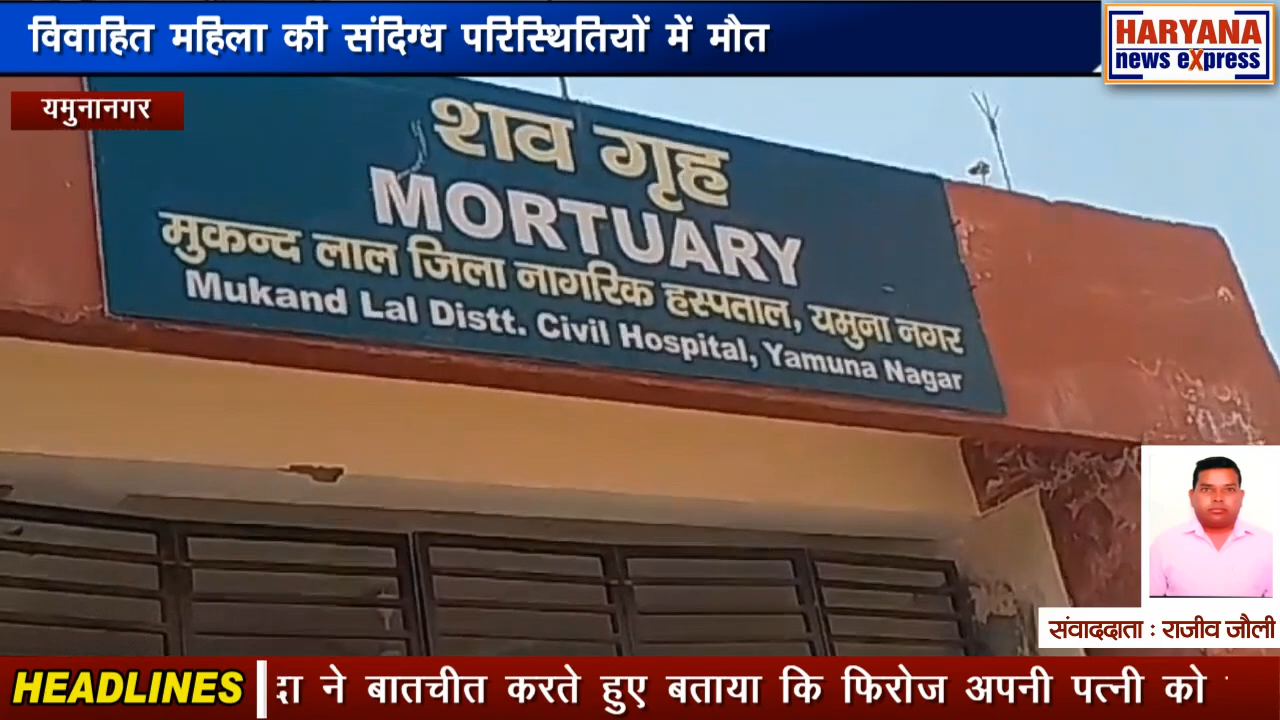 विवाहित महिला की संदिग्ध परिस्थितियों में मौत
HARYANA
news eXpress
यमुनानगर
शव गृह
MORTUARY
मुकन्द लाल जिला नागरिक हस्पताल, यमुना नगर
Mukand Lal Distt. Civil Hospital, Yamuna Nagar
संवाददाता : राजीव जौली
HEADLINES
ने बातचीत करते हुए बताया कि फिरोज अपनी पत्नी को